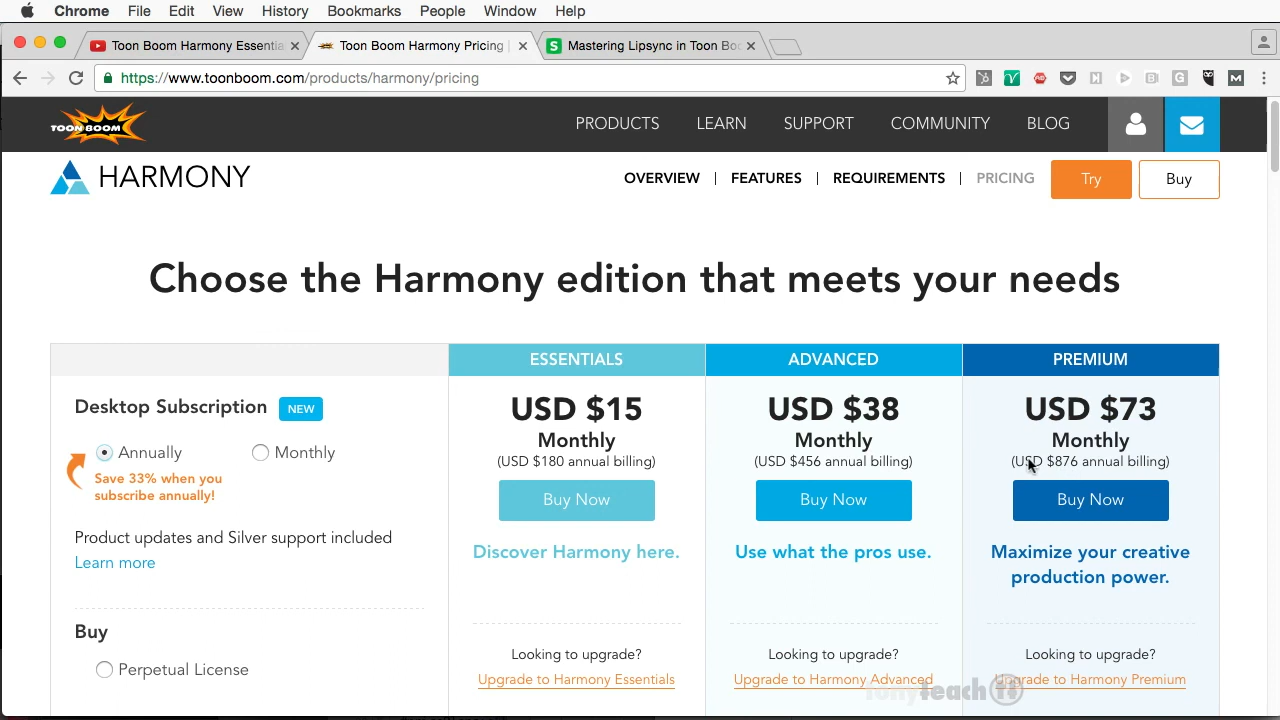 Chrome File Edit View History Bookmarks People Window Help
Toon Boom Harmony Essentia
Toon Boom Harmony Pricing |
Mastering Lipsync in Toon Bo
https://www.toonboom.com/products/harmony/pricing
TOON BOOM
PRODUCTS LEARN SUPPORT COMMUNITY BLOG
HARMONY
OVERVIEW | FEATURES | REQUIREMENTS | PRICING
Try
Buy
Choose the Harmony edition that meets your needs
ESSENTIALS ADVANCED PREMIUM
Desktop Subscription NEW
Annually Monthly
Save 33% when you
subscribe annually!
Product updates and Silver support included
Learn more
USD $15
Monthly
(USD $180 annual billing)
Buy Now
Discover Harmony here.
USD $38
Monthly
(USD $456 annual billing)
Buy Now
Use what the pros use.
USD $73
Monthly
(USD $876 annual billing)
Buy Now
Maximize your creative
production power.
Buy
Perpetual License
Looking to upgrade?
Upgrade to Harmony Essentials
Looking to upgrade?
Upgrade to Harmony Advanced
Looking to upgrade?
Upgrade to Harmony Premium
tonyteach it